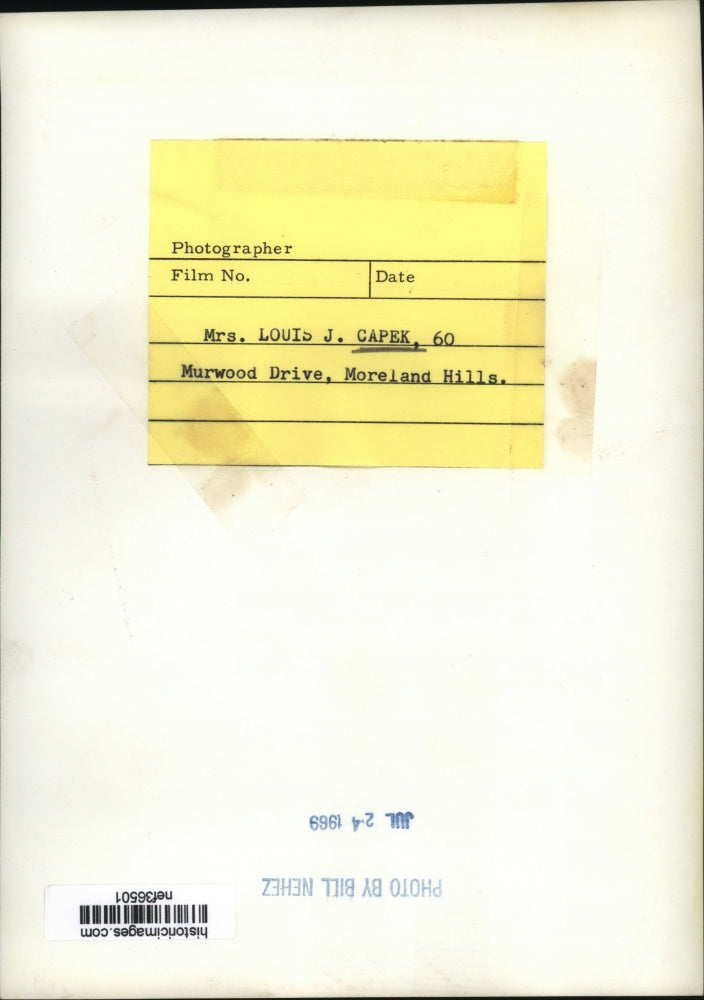 Photographer
Film No. Date
Mrs. LOUIS J. CAPEK, 60
Murwood Drive, Moreland Hills.
JUL 24 1969
PHOTO BY BILL NEHEZ
historicimages.com
nef36501